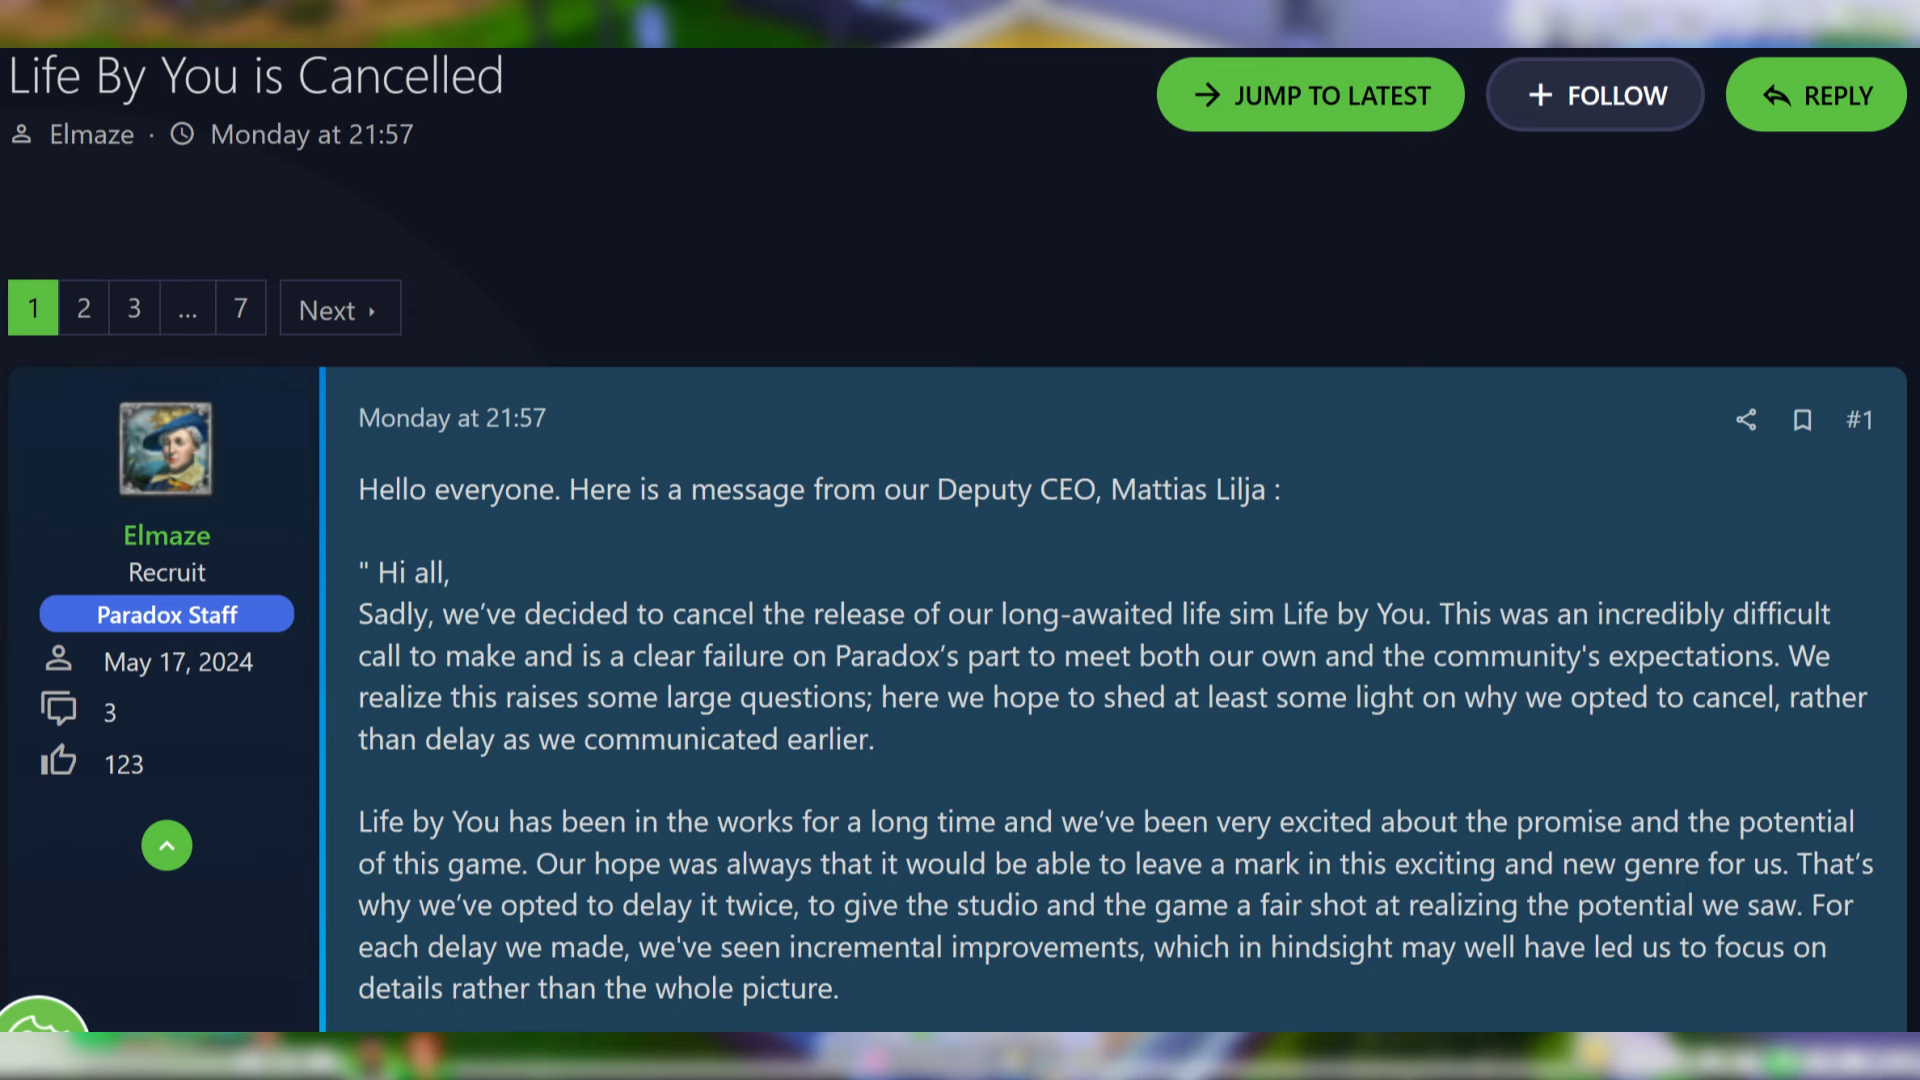 Life By You is Cancelled
Elmaze · Monday at 21:57
JUMP TO LATEST
FOLLOW
REPLY
1 2 3 ... 7 Next
Elmaze
Recruit
Paradox Staff
May 17, 2024
3
123
Monday at 21:57
#1
Hello everyone. Here is a message from our Deputy CEO, Mattias Lilja :
" Hi all,
Sadly, we’ve decided to cancel the release of our long-awaited life sim Life by You. This was an incredibly difficult
call to make and is a clear failure on Paradox’s part to meet both our own and the community's expectations. We
realize this raises some large questions; here we hope to shed at least some light on why we opted to cancel, rather
than delay as we communicated earlier.
Life by You has been in the works for a long time and we’ve been very excited about the promise and the potential
of this game. Our hope was always that it would be able to leave a mark in this exciting and new genre for us. That’s
why we’ve opted to delay it twice, to give the studio and the game a fair shot at realizing the potential we saw. For
each delay we made, we've seen incremental improvements, which in hindsight may well have led us to focus on
details rather than the whole picture.